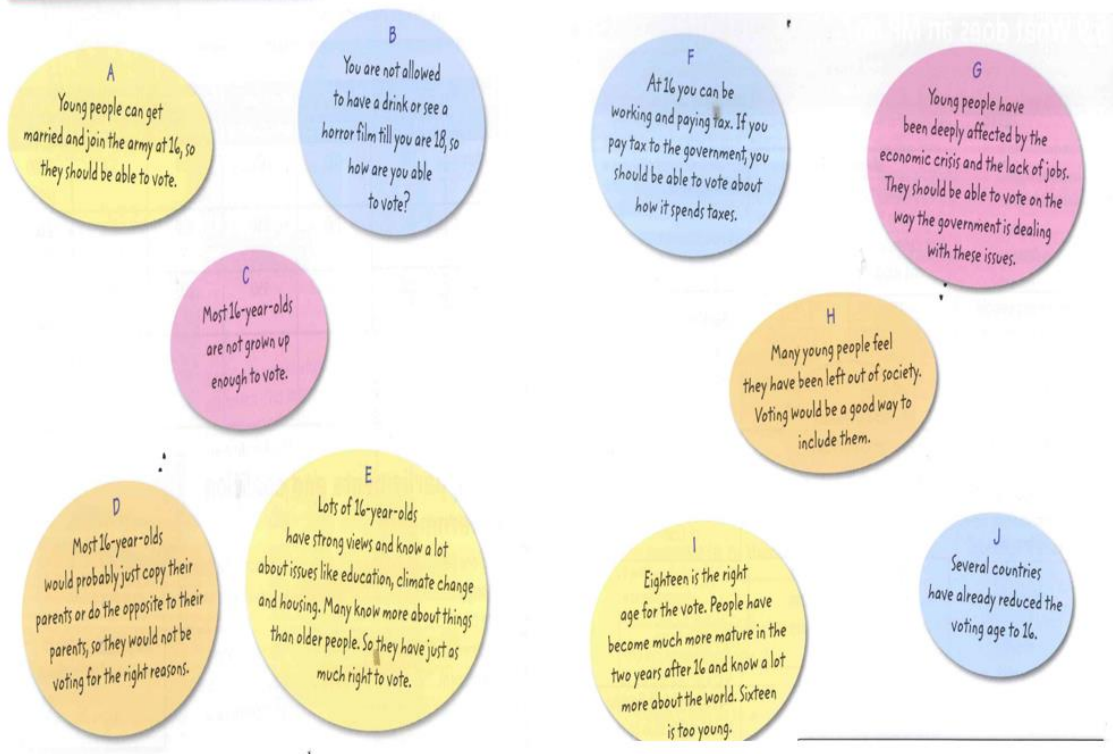 A
Young people can get
married and join the army at 16, so
they should be able to vote.
B
You are not allowed
to have a drink or see a
horror film till you are 18, so
how are you able
to vote?
C
Most 16-year-olds
are not grown up
enough to vote.
D
Most 16-year-olds
would probably just copy their
parents or do the opposite to their
parents, so they would not be
voting for the right reasons.
E
Lots of 16-year-olds
have strong views and know a lot
about issues like education, climate change
and housing. Many know more about things
than older people. So they have just as
much right to vote.
F
At 16 you can be
working and paying tax. If you
pay tax to the government, you
should be able to vote about
how it spends taxes.
G
Young people have
been deeply affected by the
economic crisis and the lack of jobs.
They should be able to vote on the
way the government is dealing
with these issues.
H
Many young people feel
they have been left out of society.
Voting would be a good way to
include them.
I
Eighteen is the right
age for the vote. People have
become much more mature in the
two years after 16 and know a lot
more about the world. Sixteen
is too young.
J
Several countries
have already reduced the
voting age to 16.